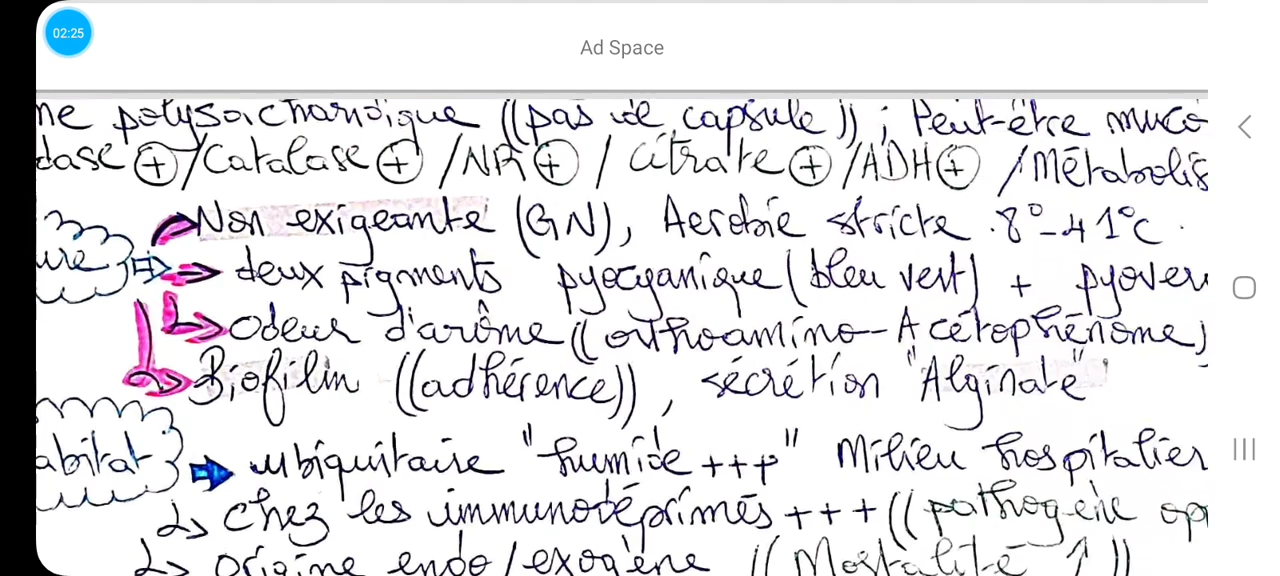 02:25
Ad Space
ne polysaccharidique ((pas de capsule)) ; Peut-être muco
dase ⊕/Catalase ⊕ /NR ⊕ / citrate ⊕ /ADH ⊕ /Métabolis
Non exigeante (GN), Aerobie stricte .8°-41°C.
ure ⇨ ⇒ deux pigments pyocyanique (bleu vert) + pyover
↳ Odeur d'arôme ((orthoamino-Acétophénome)
↳ Biofilin ((adhérence)) , sécrétion "Alginate"
abitat ➡ ubiquitaire "humide +++" Milieu hospitalier
↳ Chez les immunodéprimés +++ ((pathogène op
↳ origine endo/exogène ((Mortalité ↑))